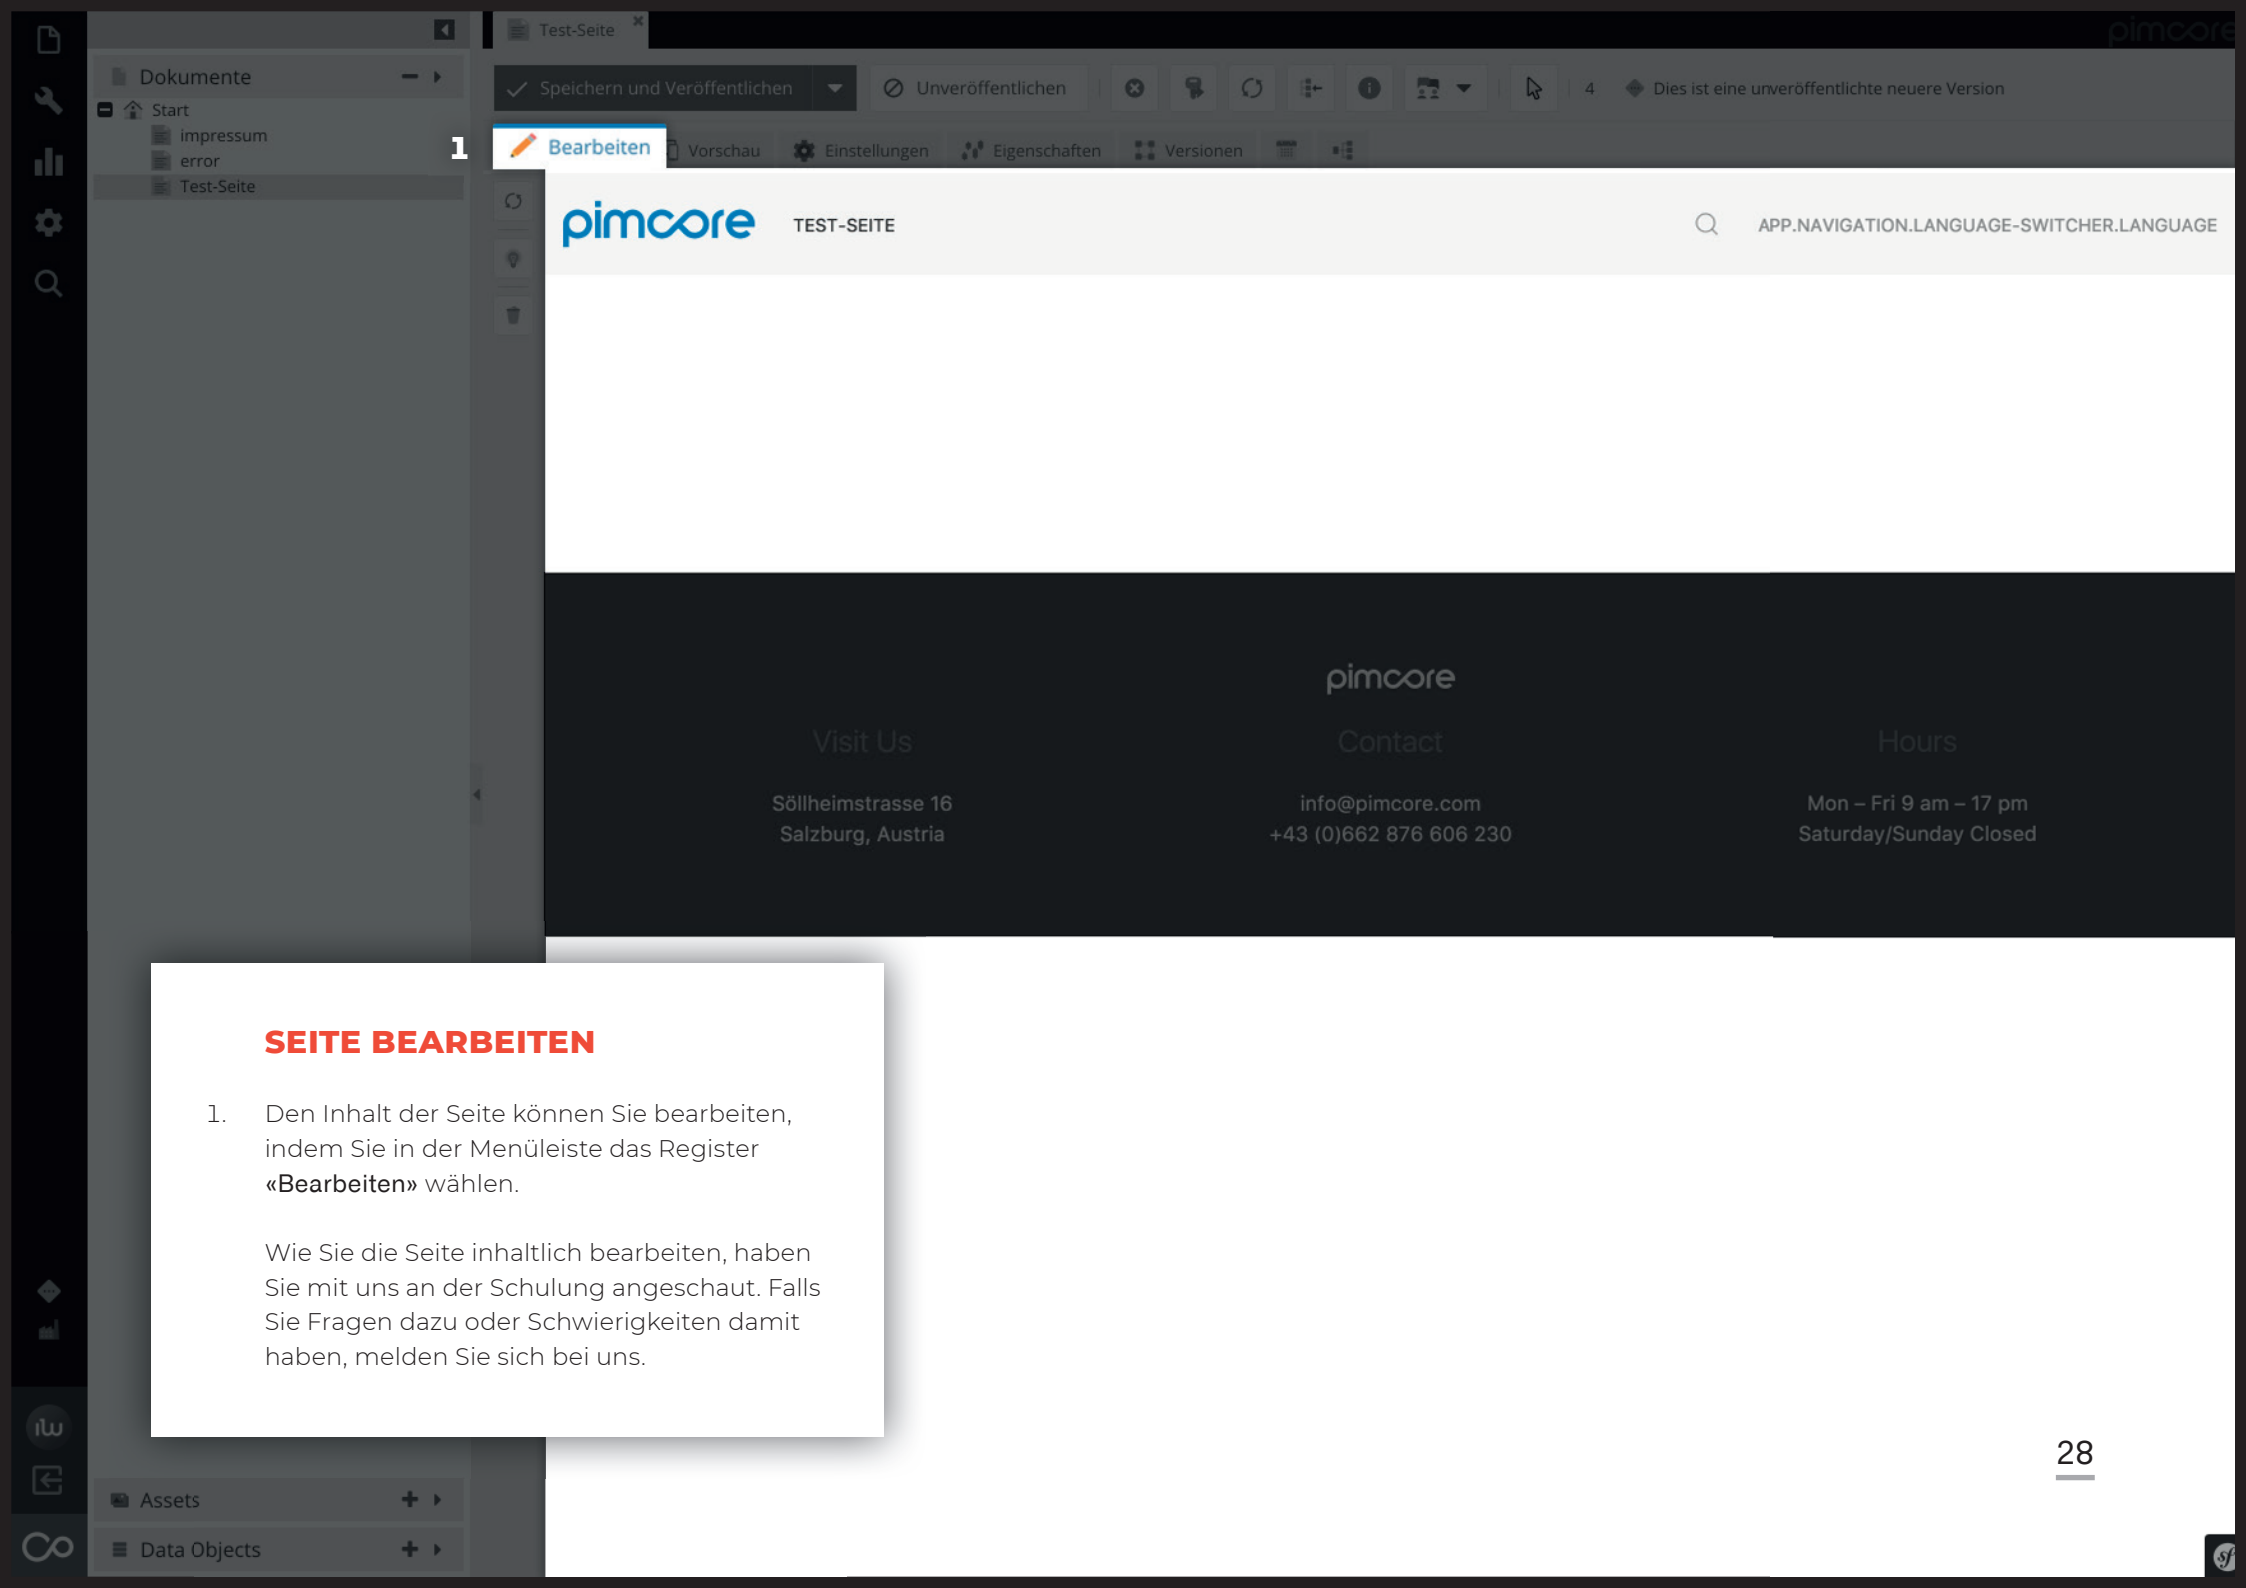 Test-Seite
pimcore
Dokumente
Speichern und Veröffentlichen
Unveröffentlichen
4
Dies ist eine unveröffentlichte neuere Version
Start
impressum
error
Test-Seite
1
Bearbeiten
Vorschau
Einstellungen
Eigenschaften
Versionen
pimcore
TEST-SEITE
APP.NAVIGATION.LANGUAGE-SWITCHER.LANGUAGE
pimcore
Visit Us
Contact
Hours
Söllheimstrasse 16
Salzburg, Austria
info@pimcore.com
+43 (0)662 876 606 230
Mon – Fri 9 am – 17 pm
Saturday/Sunday Closed
SEITE BEARBEITEN
1. Den Inhalt der Seite können Sie bearbeiten,
indem Sie in der Menüleiste das Register
«Bearbeiten» wählen.
Wie Sie die Seite inhaltlich bearbeiten, haben
Sie mit uns an der Schulung angeschaut. Falls
Sie Fragen dazu oder Schwierigkeiten damit
haben, melden Sie sich bei uns.
ilw
Assets
Data Objects
28
sf